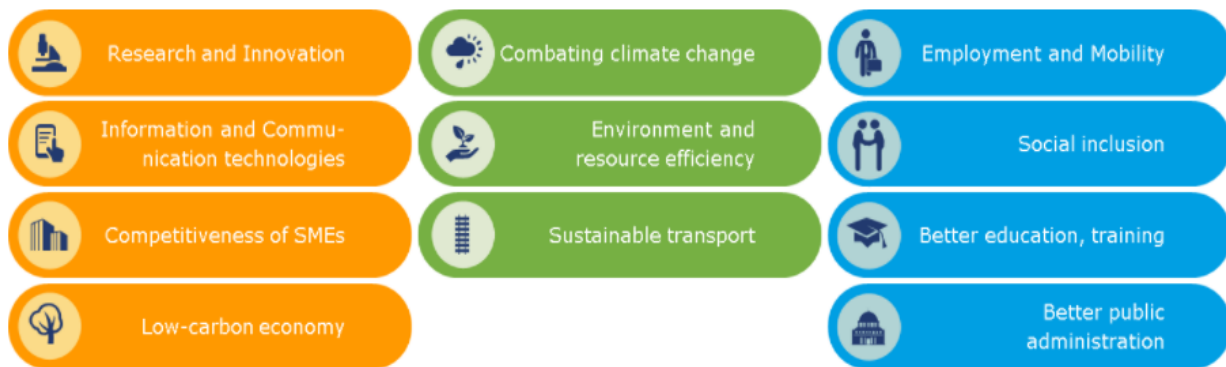 Research and Innovation
Information and Commu-
nication technologies
Competitiveness of SMEs
Low-carbon economy
Combating climate change
Environment and
resource efficiency
Sustainable transport
Employment and Mobility
Social inclusion
Better education, training
Better public
administration